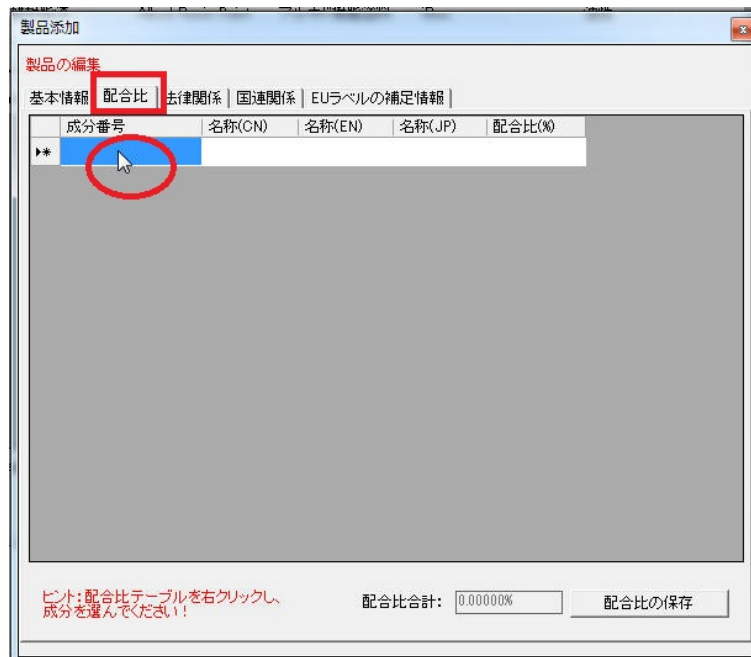 製品添加
製品の編集
基本情報 配合比 法律関係 国連関係 EUラベルの補足情報
成分番号 名称(CN) 名称(EN) 名称(JP) 配合比(%)
ヒント:配合比テーブルを右クリックし、
成分を選んでください!
配合比合計: 0.00000% 配合比の保存